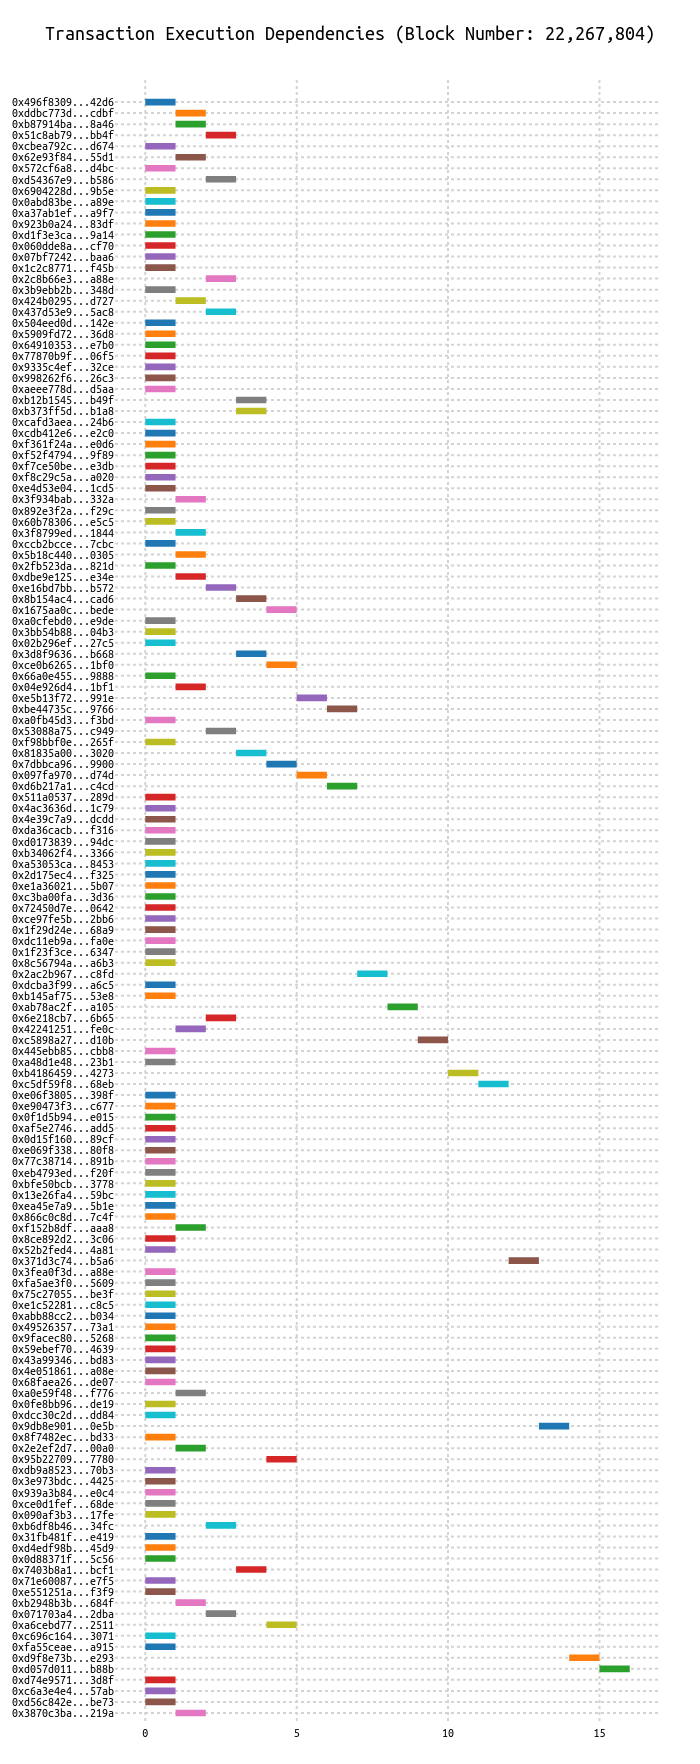 Transaction Execution Dependencies (Block Number: 22,267,804)
0x496f8309...42d6
0xddbc773d...cdbf
0xb87914ba...8a46
0x51c8ab79...bb4f
0xcbea792c...d674
0x62e93f84...55d1
0x572cf6a8...d4bc
0xd54367e9...b586
0x6904228d...9b5e
0x0abd83be...a89e
0xa37ab1ef...a9f7
0x923b0a24...83df
0xd1f3e3ca...9a14
0x060dde8a...cf70
0x07bf7242...baa6
0x1c2c8771...f45b
0x2c8b66e3...a88e
0x3b9ebb2b...348d
0x424b0295...d727
0x437d53e9...5ac8
0x504eed0d...142e
0x5909fd72...36d8
0x64910353...e7b0
0x77870b9f...06f5
0x9335c4ef...32ce
0x998262f6...26c3
0xaeee778d...d5aa
0xb12b1545...b49f
0xb373ff5d...b1a8
0xcafd3aea...24b6
0xcdb412e6...e2c0
0xf361f24a...e0d6
0xf52f4794...9f89
0xf7ce50be...e3db
0xf8c29c5a...a020
0xe4d53e04...1cd5
0x3f934bab...332a
0x892e3f2a...f29c
0x60b78306...e5c5
0x3f8799ed...1844
0xccb2bcce...7cbc
0x5b18c440...0305
0x2fb523da...821d
0xdbe9e125...e34e
0xe16bd7bb...b572
0x8b154ac4...cad6
0x1675aa0c...bede
0xa0cfebd0...e9de
0x3bb54b88...04b3
0x02b296ef...27c5
0x3d8f9636...b668
0xce0b6265...1bf0
0x66a0e455...9888
0x04e926d4...1bf1
0xe5b13f72...991e
0xbe44735c...9766
0xa0fb45d3...f3bd
0x53088a75...c949
0xf98bbf0e...265f
0x81835a00...3020
0x7dbbca96...9900
0x097fa970...d74d
0xd6b217a1...c4cd
0x511a0537...289d
0x4ac3636d...1c79
0x4e39c7a9...dcdd
0xda36cacb...f316
0xd0173839...94dc
0xb34062f4...3366
0xa53053ca...8453
0x2d175ec4...f325
0xe1a36021...5b07
0xc3ba00fa...3d36
0x72450d7e...0642
0xce97fe5b...2bb6
0x1f29d24e...68a9
0xdc11eb9a...fa0e
0x1f23f3ce...6347
0x8c56794a...a6b3
0x2ac2b967...c8fd
0xdcba3f99...a6c5
0xb145af75...53e8
0xab78ac2f...a105
0x6e218cb7...6b65
0x42241251...fe0c
0xc5898a27...d10b
0x445ebb85...cbb8
0xa48d1e48...23b1
0xb4186459...4273
0xc5df59f8...68eb
0xe06f3805...398f
0xe90473f3...c677
0x0f1d5b94...e015
0xaf5e2746...add5
0x0d15f160...89cf
0xe069f338...80f8
0x77c38714...891b
0xeb4793ed...f20f
0xbfe50bcb...3778
0x13e26fa4...59bc
0xea45e7a9...5b1e
0x866c0c8d...7c4f
0xf152b8df...aaa8
0x8ce892d2...3c06
0x52b2fed4...4a81
0x371d3c74...b5a6
0x3fea0f3d...a88e
0xfa5ae3f0...5609
0x75c27055...be3f
0xe1c52281...c8c5
0xabb88cc2...b034
0x49526357...73a1
0x9facec80...5268
0x59ebef70...4639
0x43a99346...bd83
0x4e051861...a08e
0x68faea26...de07
0xa0e59f48...f776
0x0fe8bb96...de19
0xdcc30c2d...dd84
0x9db8e901...0e5b
0x8f7482ec...bd33
0x2e2ef2d7...00a0
0x95b22709...7780
0xdb9a8523...70b3
0x3e973bdc...4425
0x939a3b84...e0c4
0xce0d1fef...68de
0x090af3b3...17fe
0xb6df8b46...34fc
0x31fb481f...e419
0xd4edf98b...45d9
0x0d88371f...5c56
0x7403b8a1...bcf1
0x71e60087...e7f5
0xe551251a...f3f9
0xb2948b3b...684f
0x071703a4...2dba
0xa6cebd77...2511
0xc696c164...3071
0xfa55ceae...a915
0xd9f8e73b...e293
0xd057d011...b88b
0xd74e9571...3d8f
0xc6a3e4e4...57ab
0xd56c842e...be73
0x3870c3ba...219a
0 5 10 15